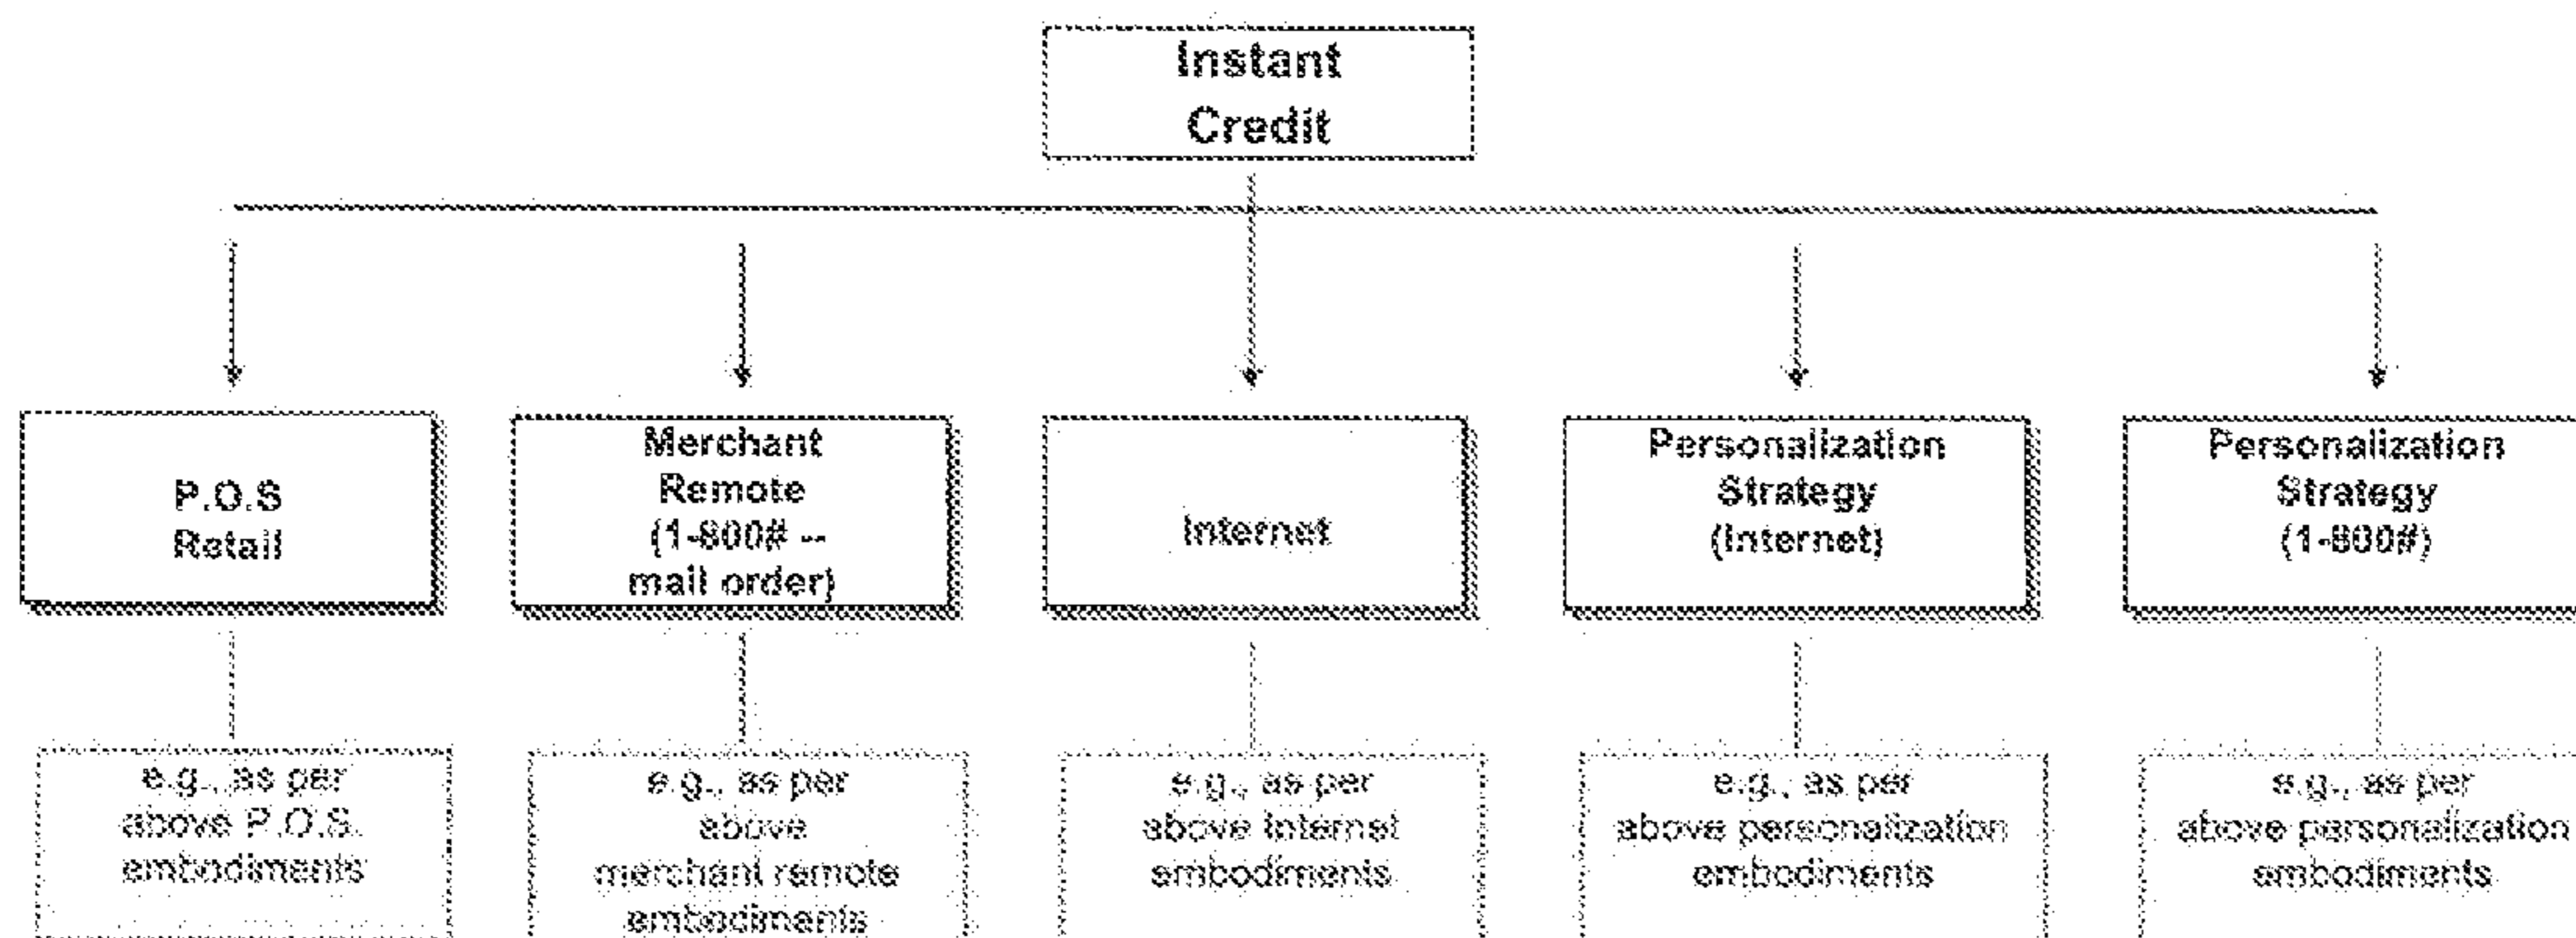 Instant
Credit
P.O.S
Retail
Merchant
Remote
(1-800# --
mail order)
Internet
Personalization
Strategy
(Internet)
Personalization
Strategy
(1-800#)
e.g., as per
above P.O.S.
embodiments
e.g., as per
above
merchant remote
embodiments
e.g., as per
above Internet
embodiments
e.g., as per
above personalization
embodiments
e.g., as per
above personalization
embodiments